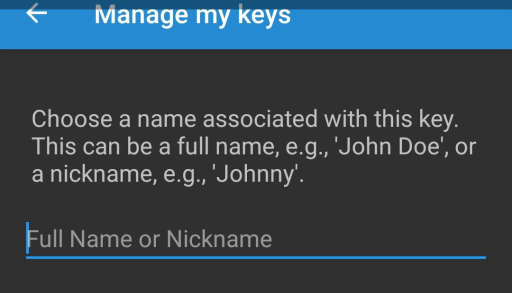 Manage my keys
Choose a name associated with this key.
This can be a full name, e.g., 'John Doe', or
a nickname, e.g., 'Johnny'.
Full Name or Nickname